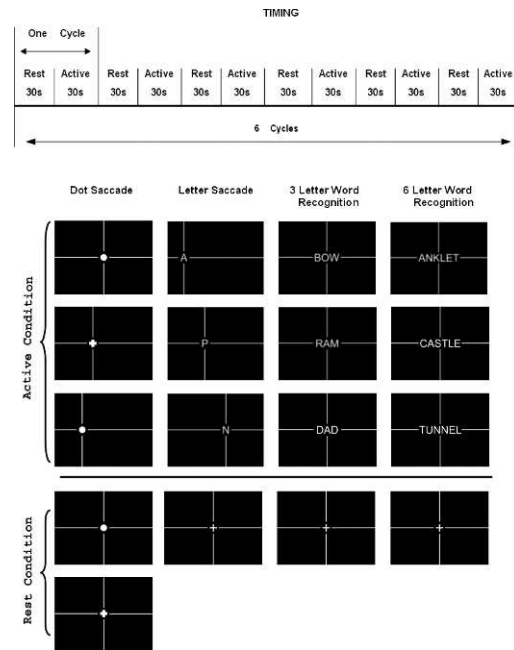 TIMING
One Cycle
Rest Active Rest Active Rest Active Rest Active Rest Active Rest Active
30s 30s 30s 30s 30s 30s 30s 30s 30s 30s 30s 30s
6 Cycles
Dot Saccade Letter Saccade 3 Letter Word 6 Letter Word
Recognition Recognition
Active Condition
A BOW ANKLET
P RAM CASTLE
N DAD TUNNEL
Rest Condition